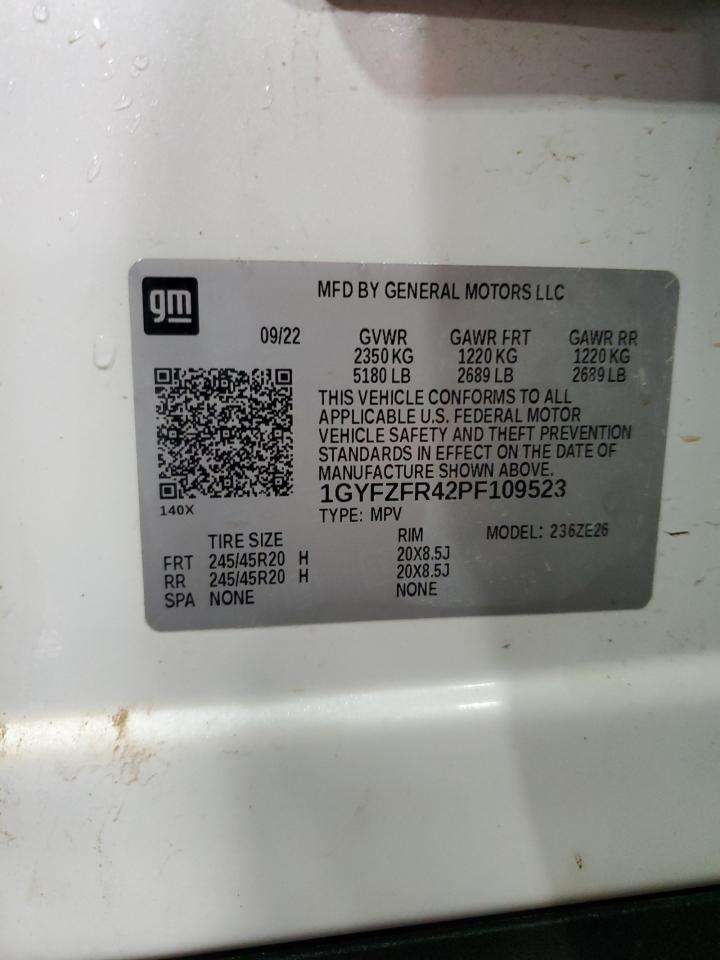 gm
MFD BY GENERAL MOTORS LLC
09/22 GVWR GAWR FRT GAWR RR
2350 KG 1220 KG 1220 KG
5180 LB 2689 LB 2689 LB
THIS VEHICLE CONFORMS TO ALL
APPLICABLE U.S. FEDERAL MOTOR
VEHICLE SAFETY AND THEFT PREVENTION
STANDARDS IN EFFECT ON THE DATE OF
MANUFACTURE SHOWN ABOVE.
1GYFZFR42PF109523
140X
TYPE: MPV
TIRE SIZE RIM MODEL: 236ZE26
FRT 245/45R20 H 20X8.5J
RR 245/45R20 H 20X8.5J
SPA NONE NONE